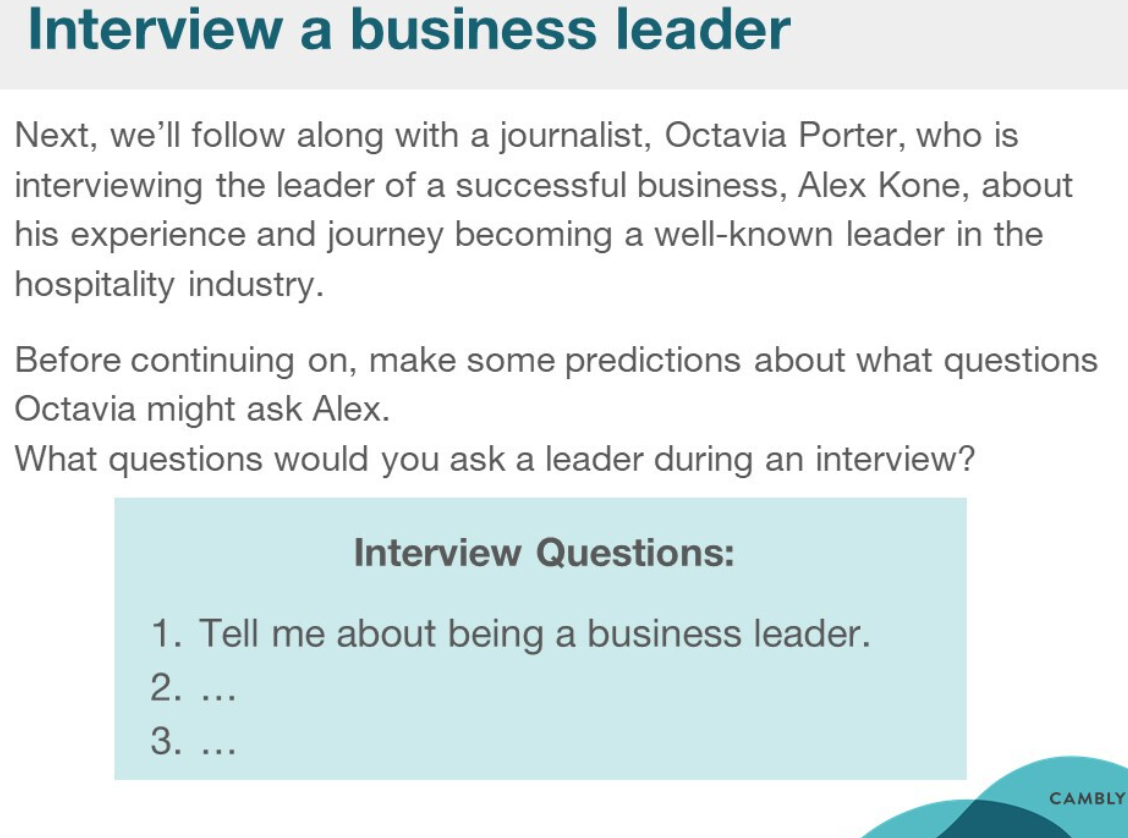 Interview a business leader
Next, we’ll follow along with a journalist, Octavia Porter, who is
interviewing the leader of a successful business, Alex Kone, about
his experience and journey becoming a well-known leader in the
hospitality industry.
Before continuing on, make some predictions about what questions
Octavia might ask Alex.
What questions would you ask a leader during an interview?
Interview Questions:
1. Tell me about being a business leader.
2. ...
3. ...
CAMBLY